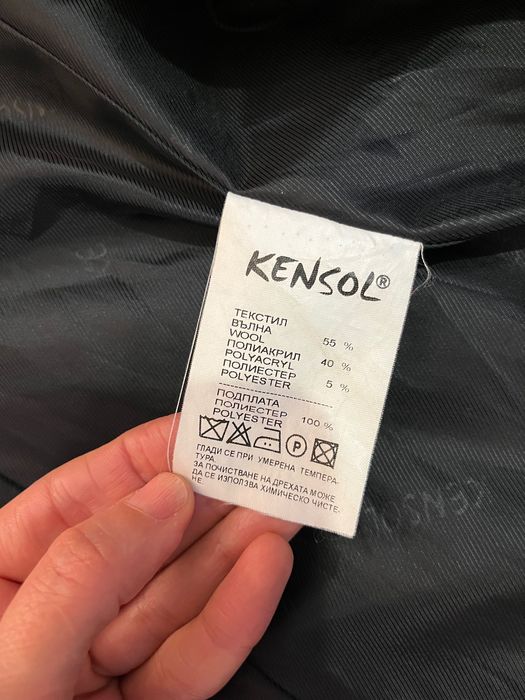 KENSOL®
ТЕКСТИЛ
ВЪЛНА
WOOL 55 %
ПОЛИАКРИЛ
POLYACRYL 40 %
ПОЛИЕСТЕР
POLYESTER 5 %
ПОДПЛАТА
ПОЛИЕСТЕР
POLYESTER 100 %
P
ГЛАДИ СЕ ПРИ УМЕРЕНА ТЕМПЕРА-
ТУРА.
ЗА ПОЧИСТВАНЕ НА ДРЕХАТА МОЖЕ
ДА СЕ ИЗПОЛЗВА ХИМИЧЕСКО ЧИСТЕ-
НЕ.